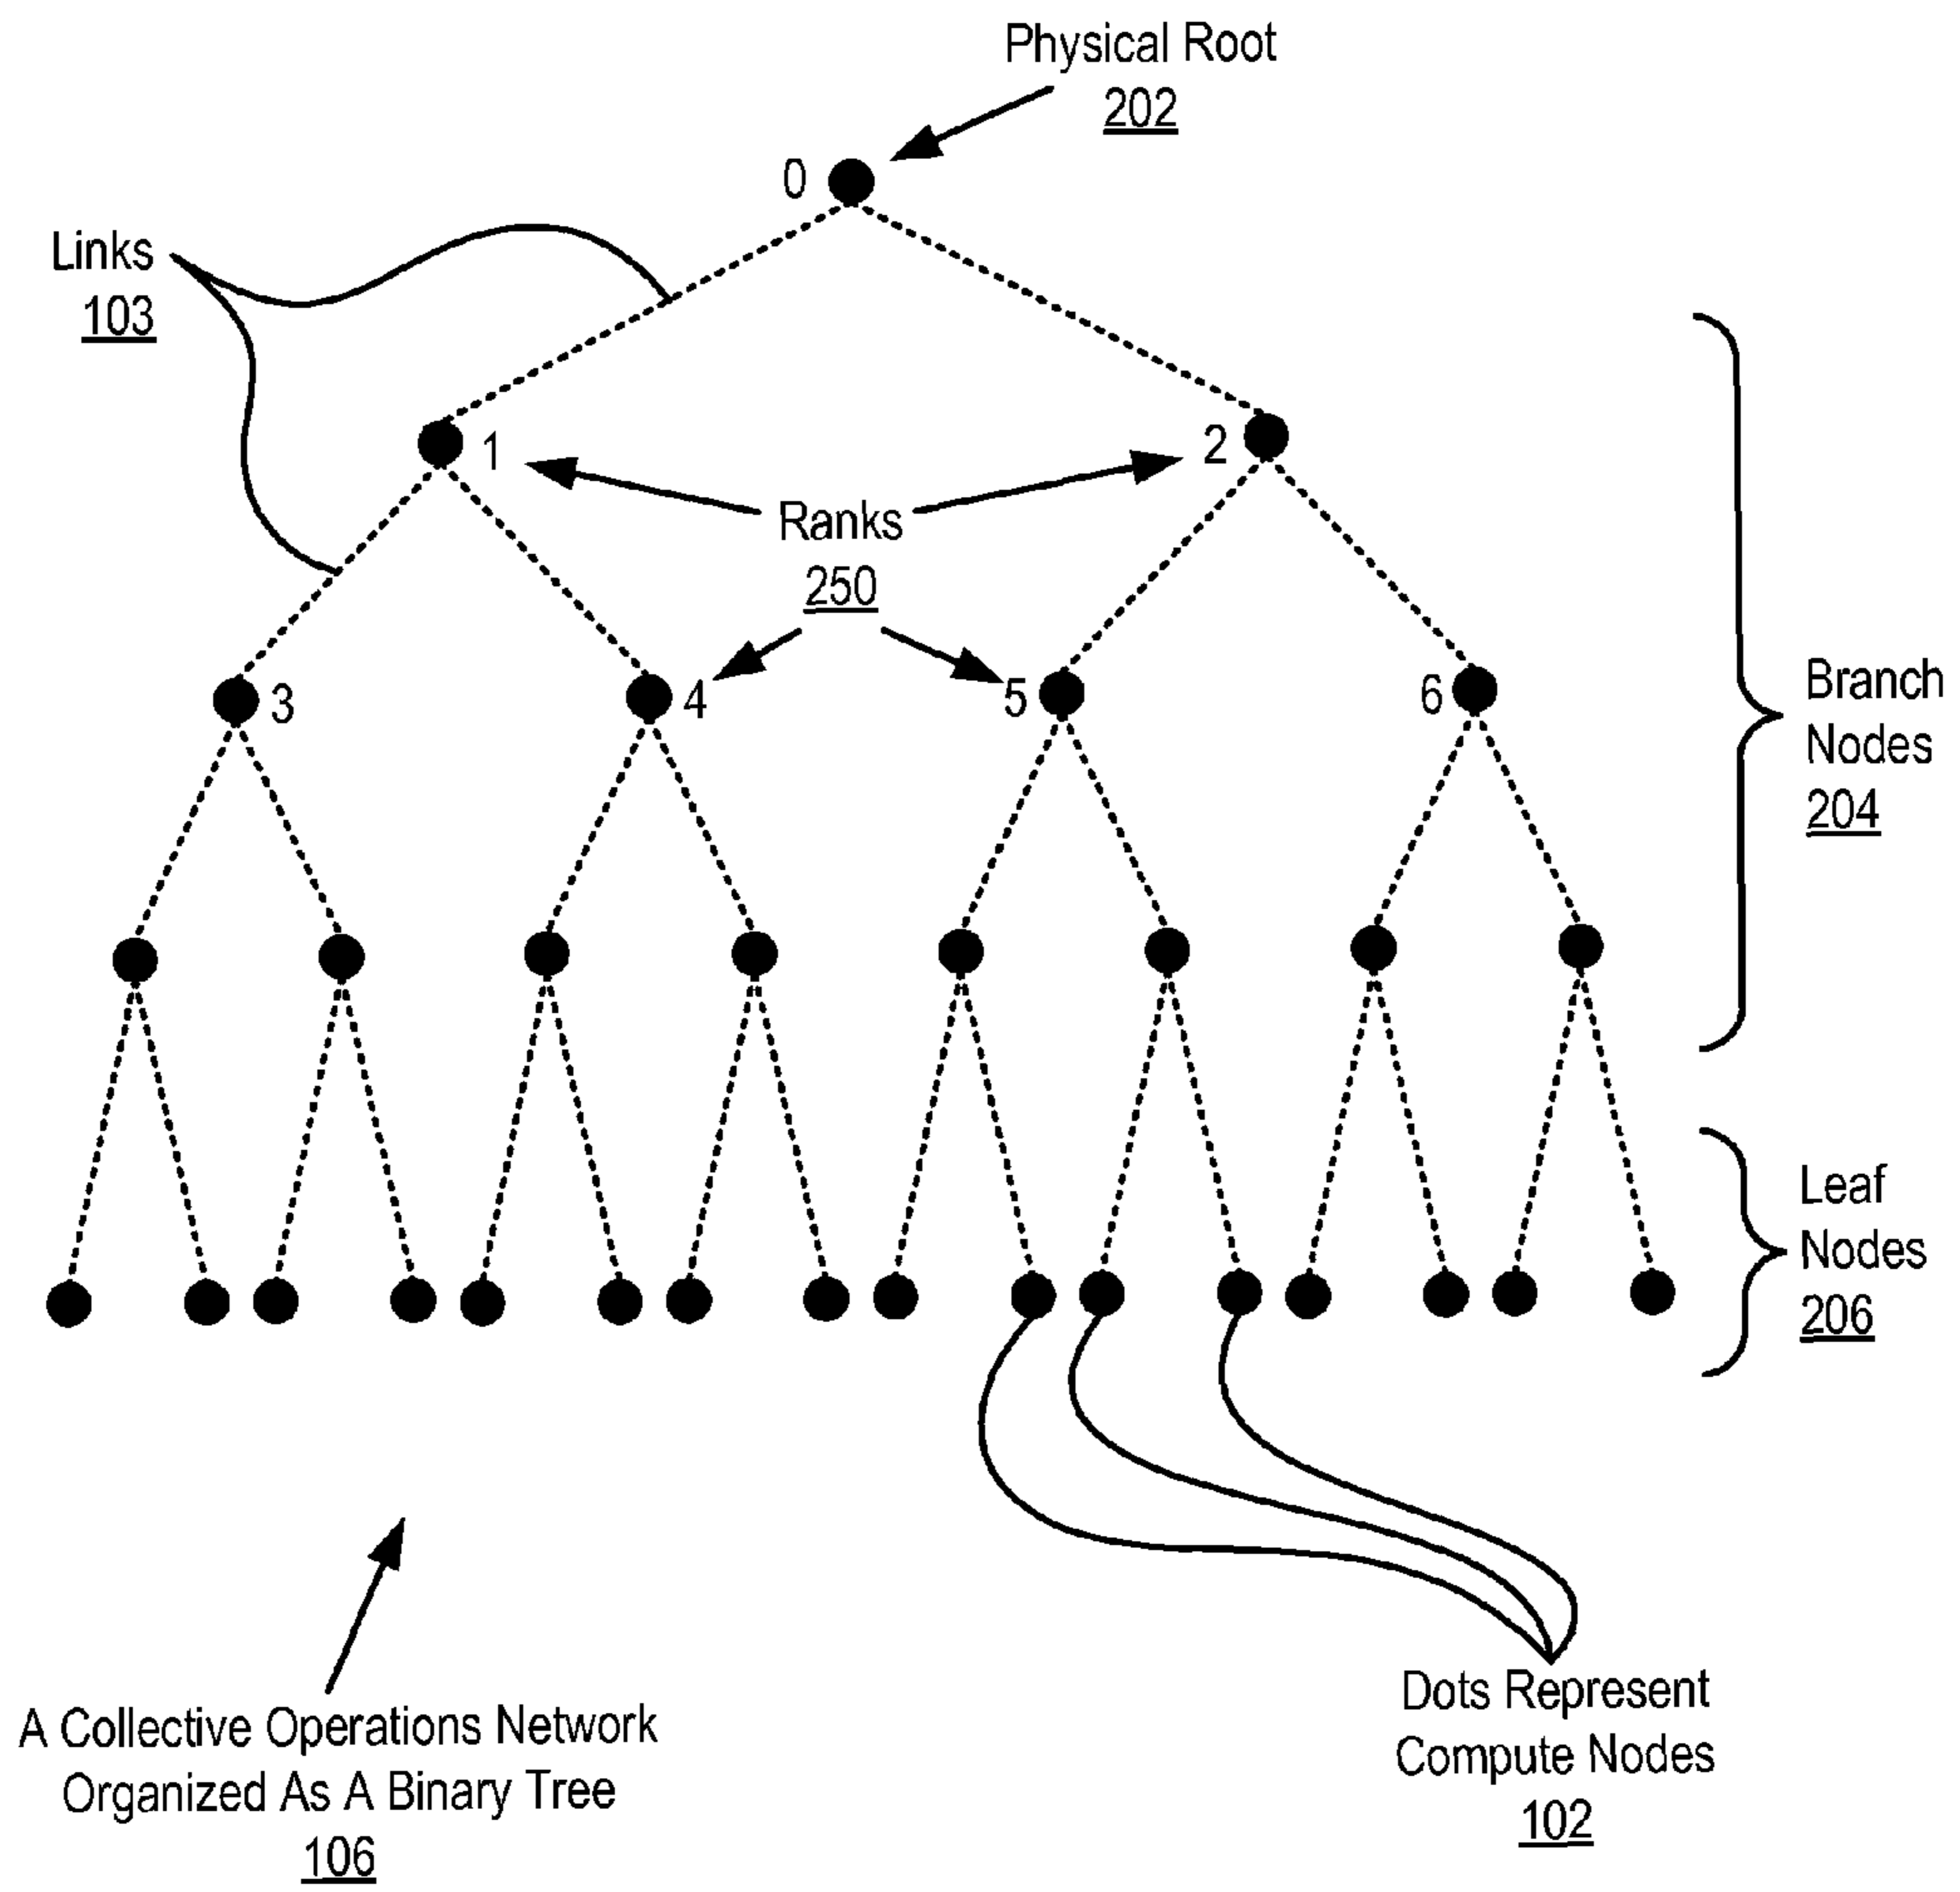 Physical Root
202
0
Links
103
1
2
Ranks
250
3
4
5
6
Branch
Nodes
204
Leaf
Nodes
206
A Collective Operations Network
Organized As A Binary Tree
106
Dots Represent
Compute Nodes
102